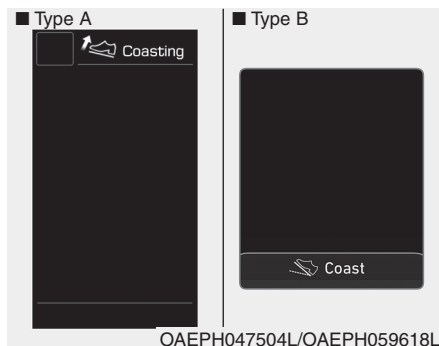 ■ Type A
Coasting
■ Type B
Coast
OAEPH047504L/OAEPH059618L